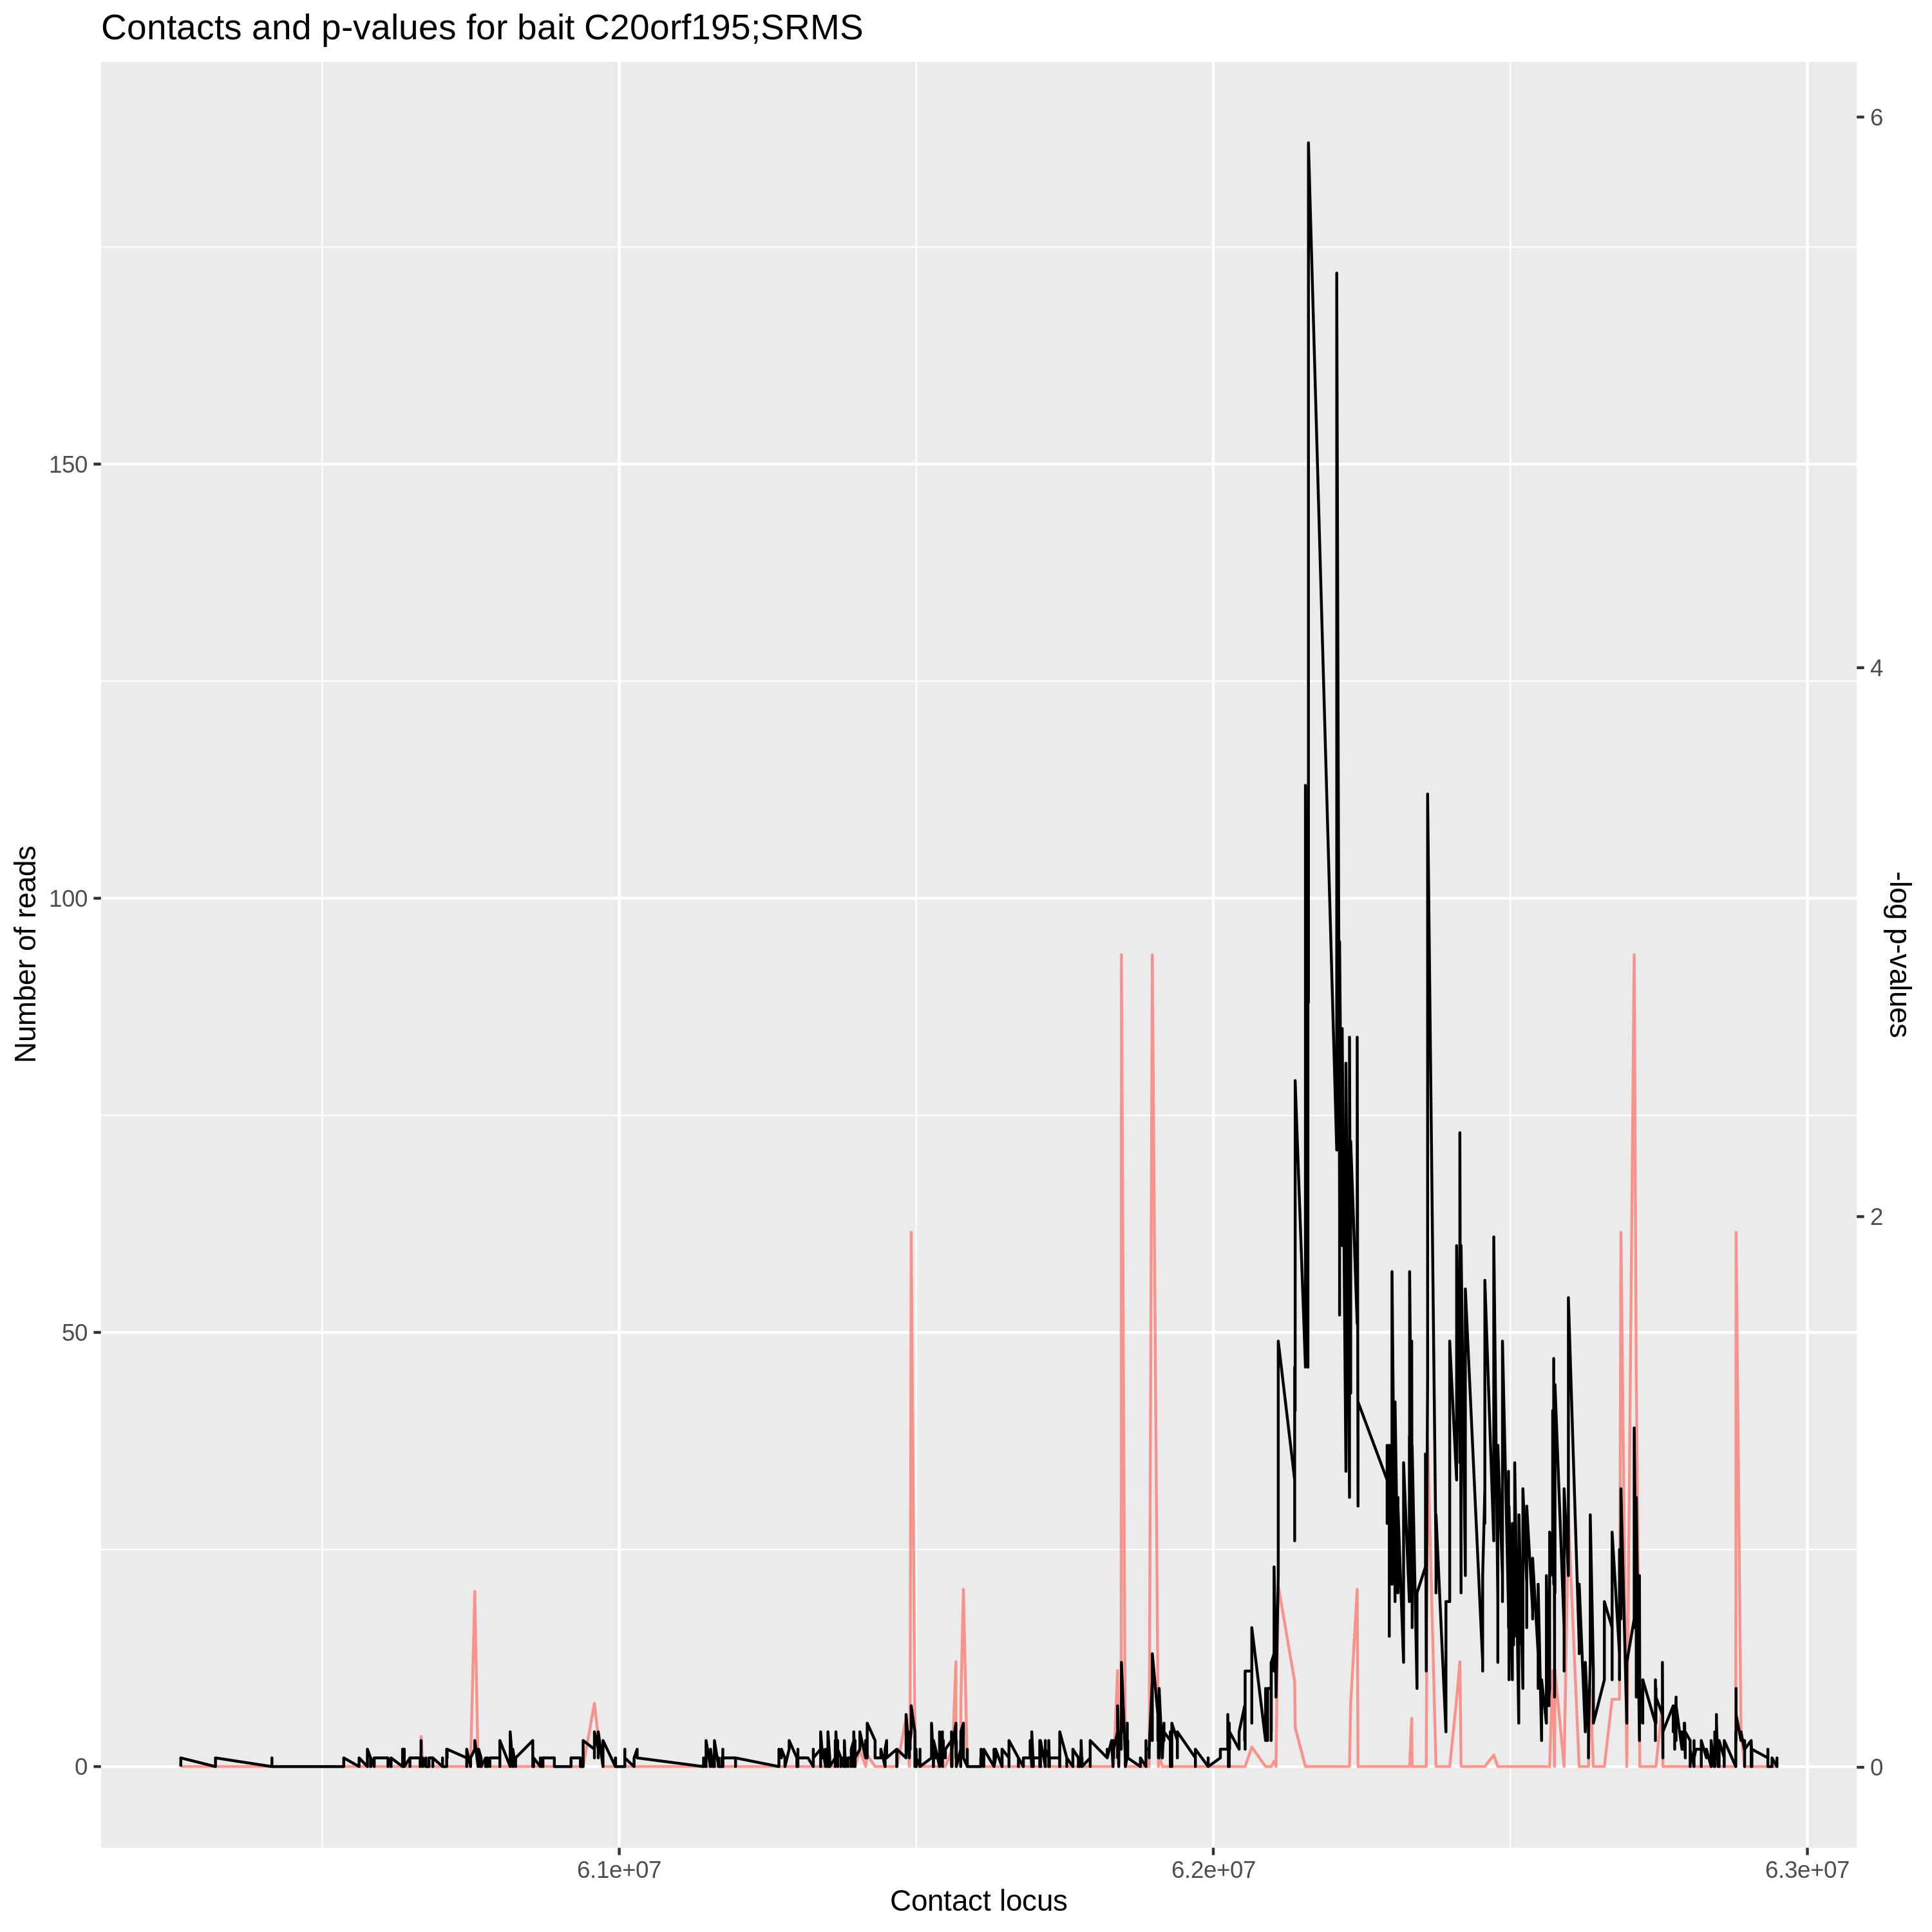 Contacts and p-values for bait C20orf195;SRMS
Number of reads
150
100
50
0
6
4
2
0
-log p-values
6.1e+07
6.2e+07
6.3e+07
Contact locus